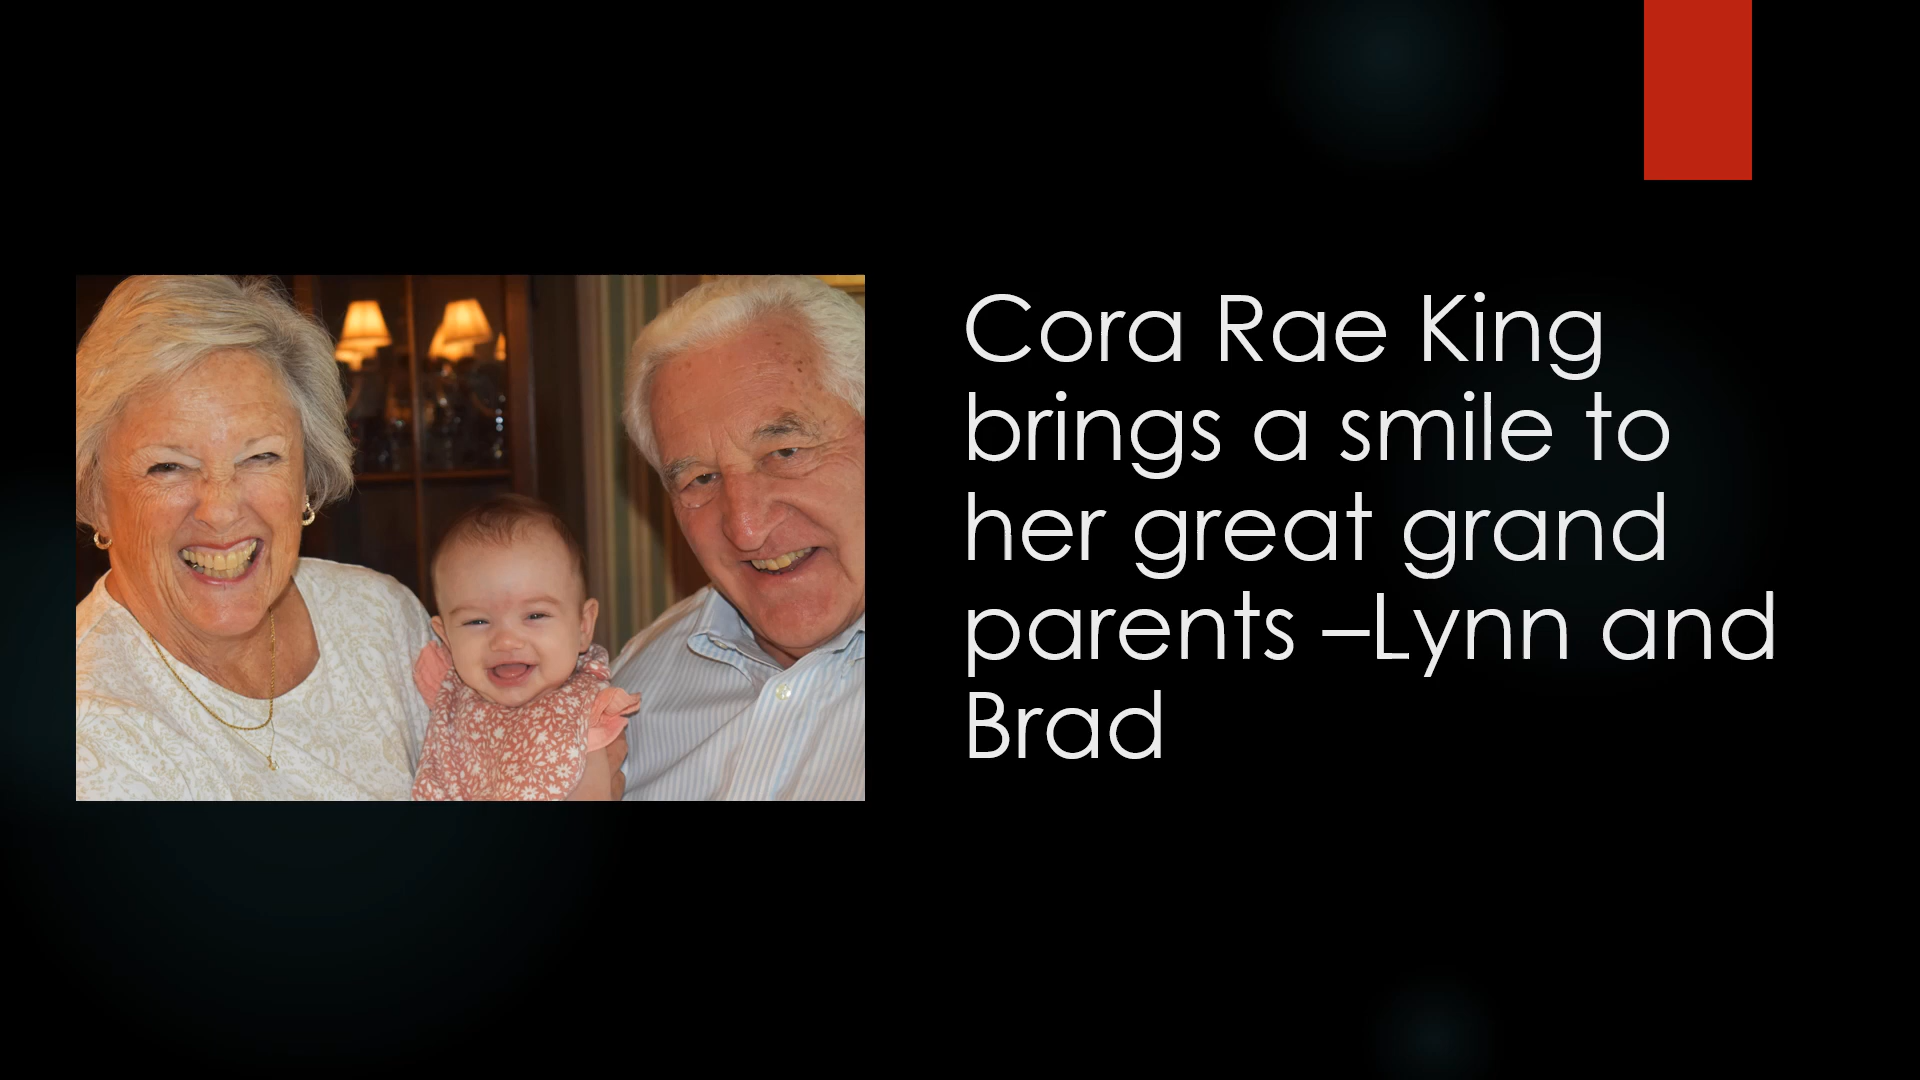 Cora Rae King
brings a smile to
her great grand
parents –Lynn and
Brad